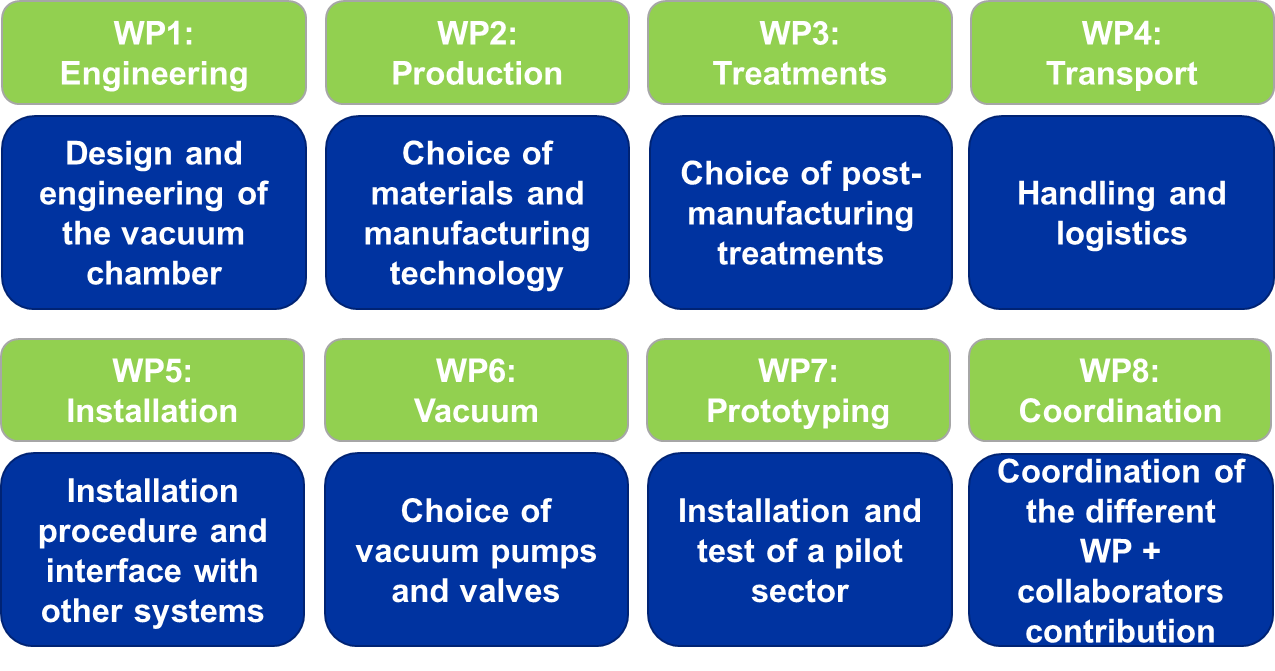 WP1:
Engineering
Design and
engineering of
the vacuum
chamber
WP2:
Production
Choice of
materials and
manufacturing
technology
WP3:
Treatments
Choice of post-
manufacturing
treatments
WP4:
Transport
Handling and
logistics
WP5:
Installation
Installation
procedure and
interface with
other systems
WP6:
Vacuum
Choice of
vacuum pumps
and valves
WP7:
Prototyping
Installation and
test of a pilot
sector
WP8:
Coordination
Coordination of
the different
WP +
collaborators
contribution